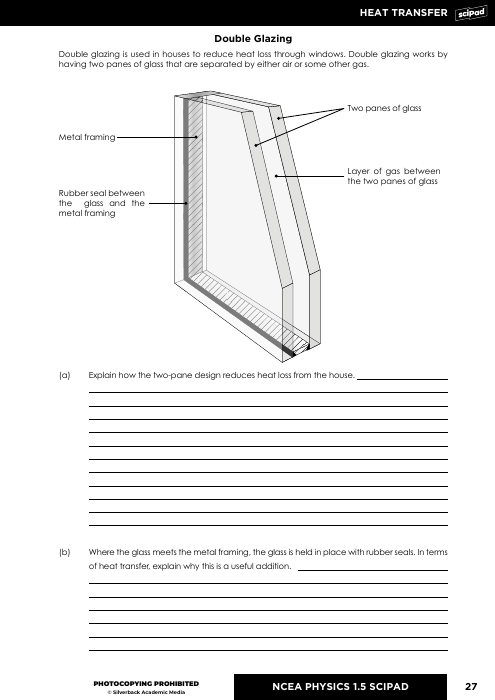 HEAT TRANSFER
scipad
Double Glazing
Double glazing is used in houses to reduce heat loss through windows. Double glazing works by
having two panes of glass that are separated by either air or some other gas.
Two panes of glass
Metal framing
Layer of gas between
the two panes of glass
Rubber seal between
the glass and the
metal framing
(a) Explain how the two-pane design reduces heat loss from the house.
(b) Where the glass meets the metal framing, the glass is held in place with rubber seals. In terms
of heat transfer, explain why this is a useful addition.
PHOTOCOPYING PROHIBITED
© Silverback Academic Media
NCEA PHYSICS 1.5 SCIPAD
27